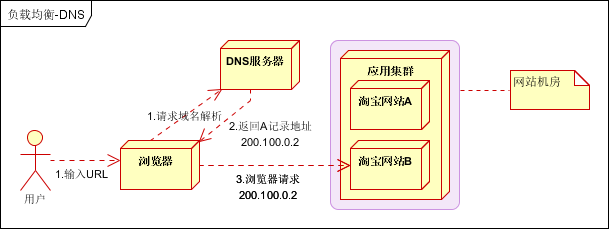 负载均衡-DNS
DNS服务器
应用集群
淘宝网站A
网站机房
1.请求域名解析
2.返回A记录地址
200.100.0.2
浏览器
淘宝网站B
1.输入URL
3.浏览器请求
200.100.0.2
用户